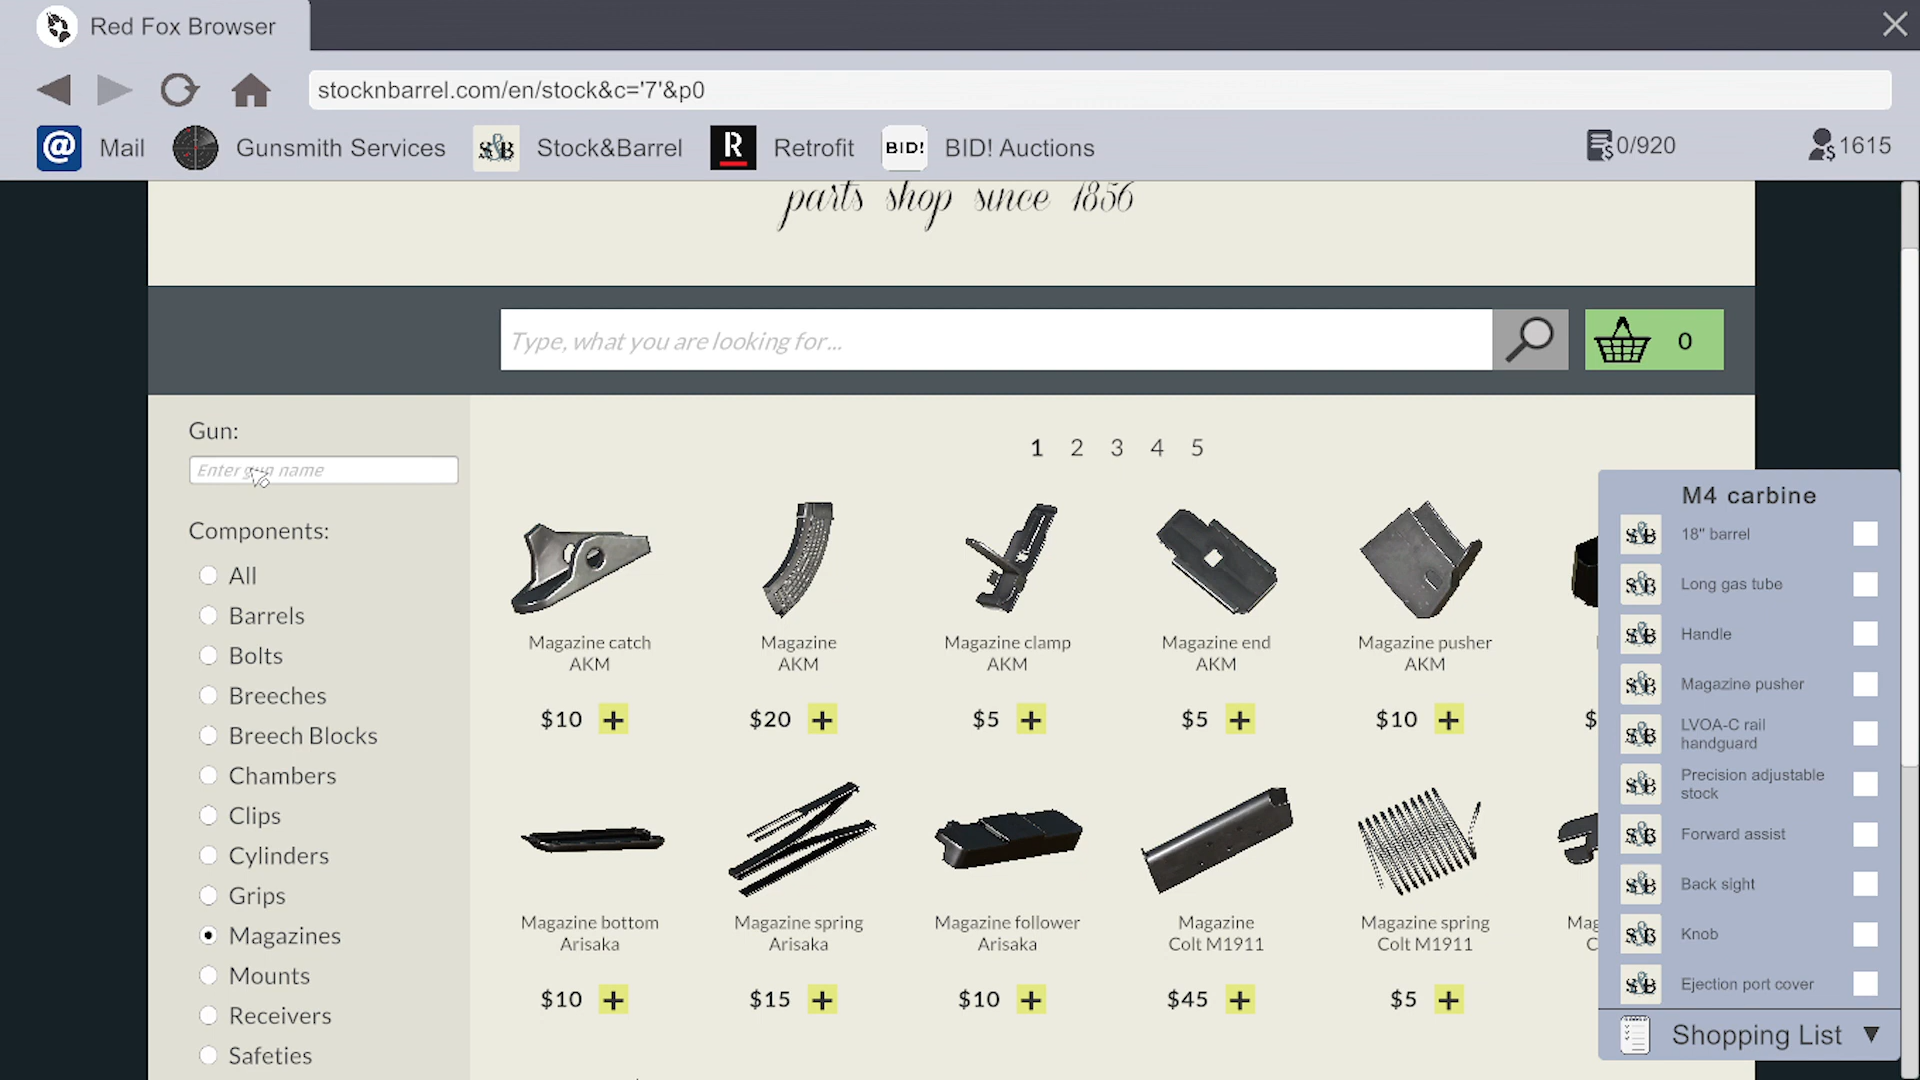 Red Fox Browser
stocknbarrel.com/en/stock&c='7'&p0
@ Mail
Gunsmith Services
S&B Stock&Barrel
R Retrofit
BID! BID! Auctions
$0/920
$1615
parts shop since 1856
Type, what you are looking for...
0
Gun:
Enter gun name
Components:
All
Barrels
Bolts
Breeches
Breech Blocks
Chambers
Clips
Cylinders
Grips
Magazines
Mounts
Receivers
Safeties
1 2 3 4 5
Magazine catch
AKM
$10 +
Magazine
AKM
$20 +
Magazine clamp
AKM
$5 +
Magazine end
AKM
$5 +
Magazine pusher
AKM
$10 +
$
Magazine bottom
Arisaka
$10 +
Magazine spring
Arisaka
$15 +
Magazine follower
Arisaka
$10 +
Magazine
Colt M1911
$45 +
Magazine spring
Colt M1911
$5 +
Mag
C
M4 carbine
S&B 18" barrel
S&B Long gas tube
S&B Handle
S&B Magazine pusher
S&B LVOA-C rail
handguard
S&B Precision adjustable
stock
S&B Forward assist
S&B Back sight
S&B Knob
S&B Ejection port cover
Shopping List